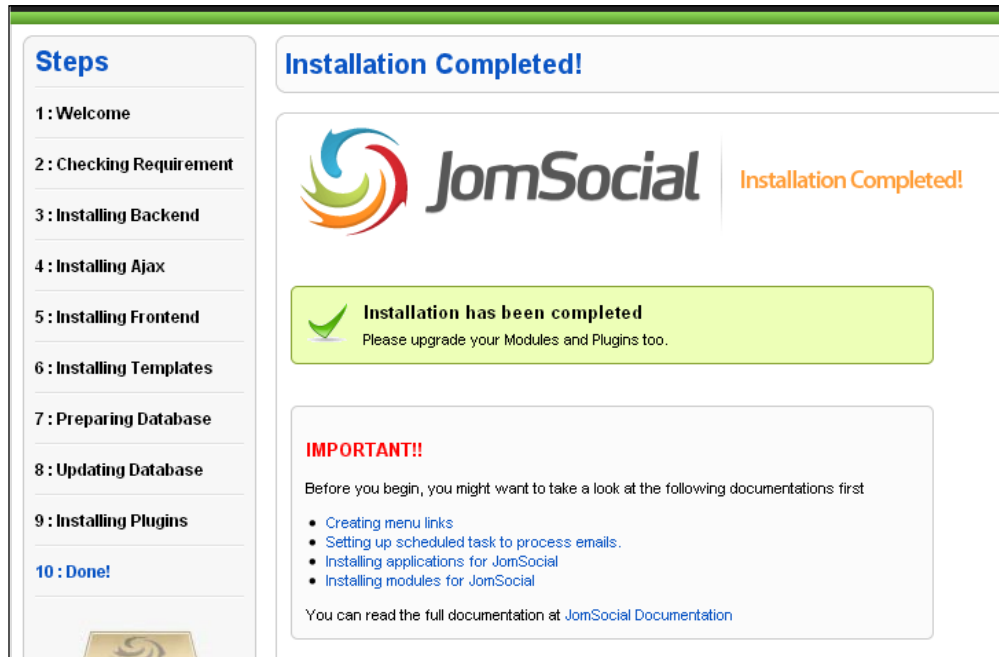 Steps
1 : Welcome
2 : Checking Requirement
3 : Installing Backend
4 : Installing Ajax
5 : Installing Frontend
6 : Installing Templates
7 : Preparing Database
8 : Updating Database
9 : Installing Plugins
10 : Done!
Installation Completed!
JomSocial
Installation Completed!
Installation has been completed
Please upgrade your Modules and Plugins too.
IMPORTANT!!
Before you begin, you might want to take a look at the following documentations first
• Creating menu links
• Setting up scheduled task to process emails.
• Installing applications for JomSocial
• Installing modules for JomSocial
You can read the full documentation at JomSocial Documentation